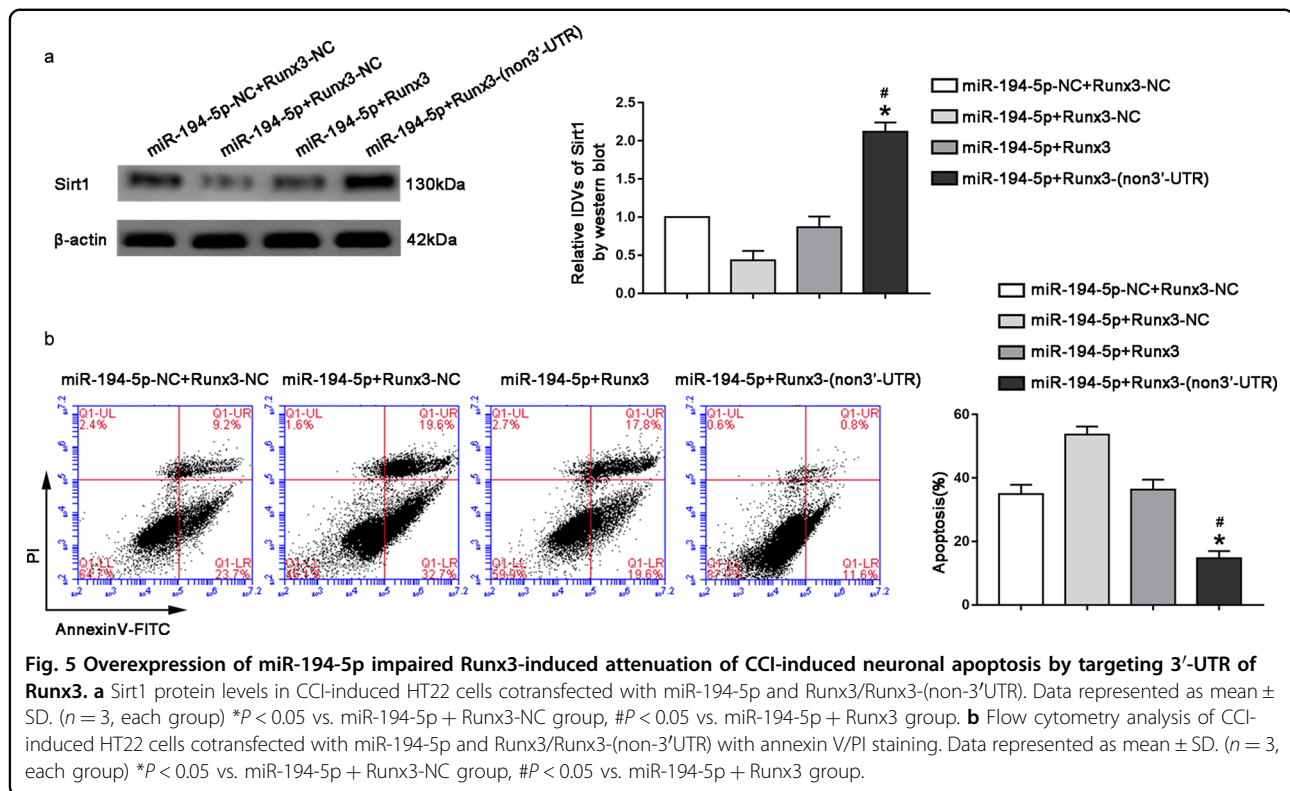 a
miR-194-5p-NC+Runx3-NC
miR-194-5p+Runx3-NC
miR-194-5p+Runx3
miR-194-5p+Runx3-(non3'-UTR)
Sirt1
130kDa
β-actin
42kDa
Relative IDVs of Sirt1
by western blot
2.5
2.0
1.5
1.0
0.5
0.0
#
*
miR-194-5p-NC+Runx3-NC
miR-194-5p+Runx3-NC
miR-194-5p+Runx3
miR-194-5p+Runx3-(non3'-UTR)
b
miR-194-5p-NC+Runx3-NC
Q1-UL
2.4%
Q1-UR
9.2%
Q1-LL
64.7%
Q1-LR
23.7%
miR-194-5p+Runx3-NC
Q1-UL
1.6%
Q1-UR
19.6%
Q1-LL
Q1-LR
32.7%
miR-194-5p+Runx3
Q1-UL
2.7%
Q1-UR
17.8%
Q1-LL
59.9%
Q1-LR
19.6%
miR-194-5p+Runx3-(non3'-UTR)
Q1-UL
0.6%
Q1-UR
0.8%
Q1-LL
Q1-LR
11.6%
PI
AnnexinV-FITC
miR-194-5p-NC+Runx3-NC
miR-194-5p+Runx3-NC
miR-194-5p+Runx3
miR-194-5p+Runx3-(non3'-UTR)
Apoptosis(%)
60
40
20
0
#
*
Fig. 5 Overexpression of miR-194-5p impaired Runx3-induced attenuation of CCI-induced neuronal apoptosis by targeting 3′-UTR of
Runx3. a Sirt1 protein levels in CCI-induced HT22 cells cotransfected with miR-194-5p and Runx3/Runx3-(non-3′UTR). Data represented as mean ±
SD. (n = 3, each group) *P < 0.05 vs. miR-194-5p + Runx3-NC group, #P < 0.05 vs. miR-194-5p + Runx3 group. b Flow cytometry analysis of CCI-
induced HT22 cells cotransfected with miR-194-5p and Runx3/Runx3-(non-3′UTR) with annexin V/PI staining. Data represented as mean ± SD. (n = 3,
each group) *P < 0.05 vs. miR-194-5p + Runx3-NC group, #P < 0.05 vs. miR-194-5p + Runx3 group.